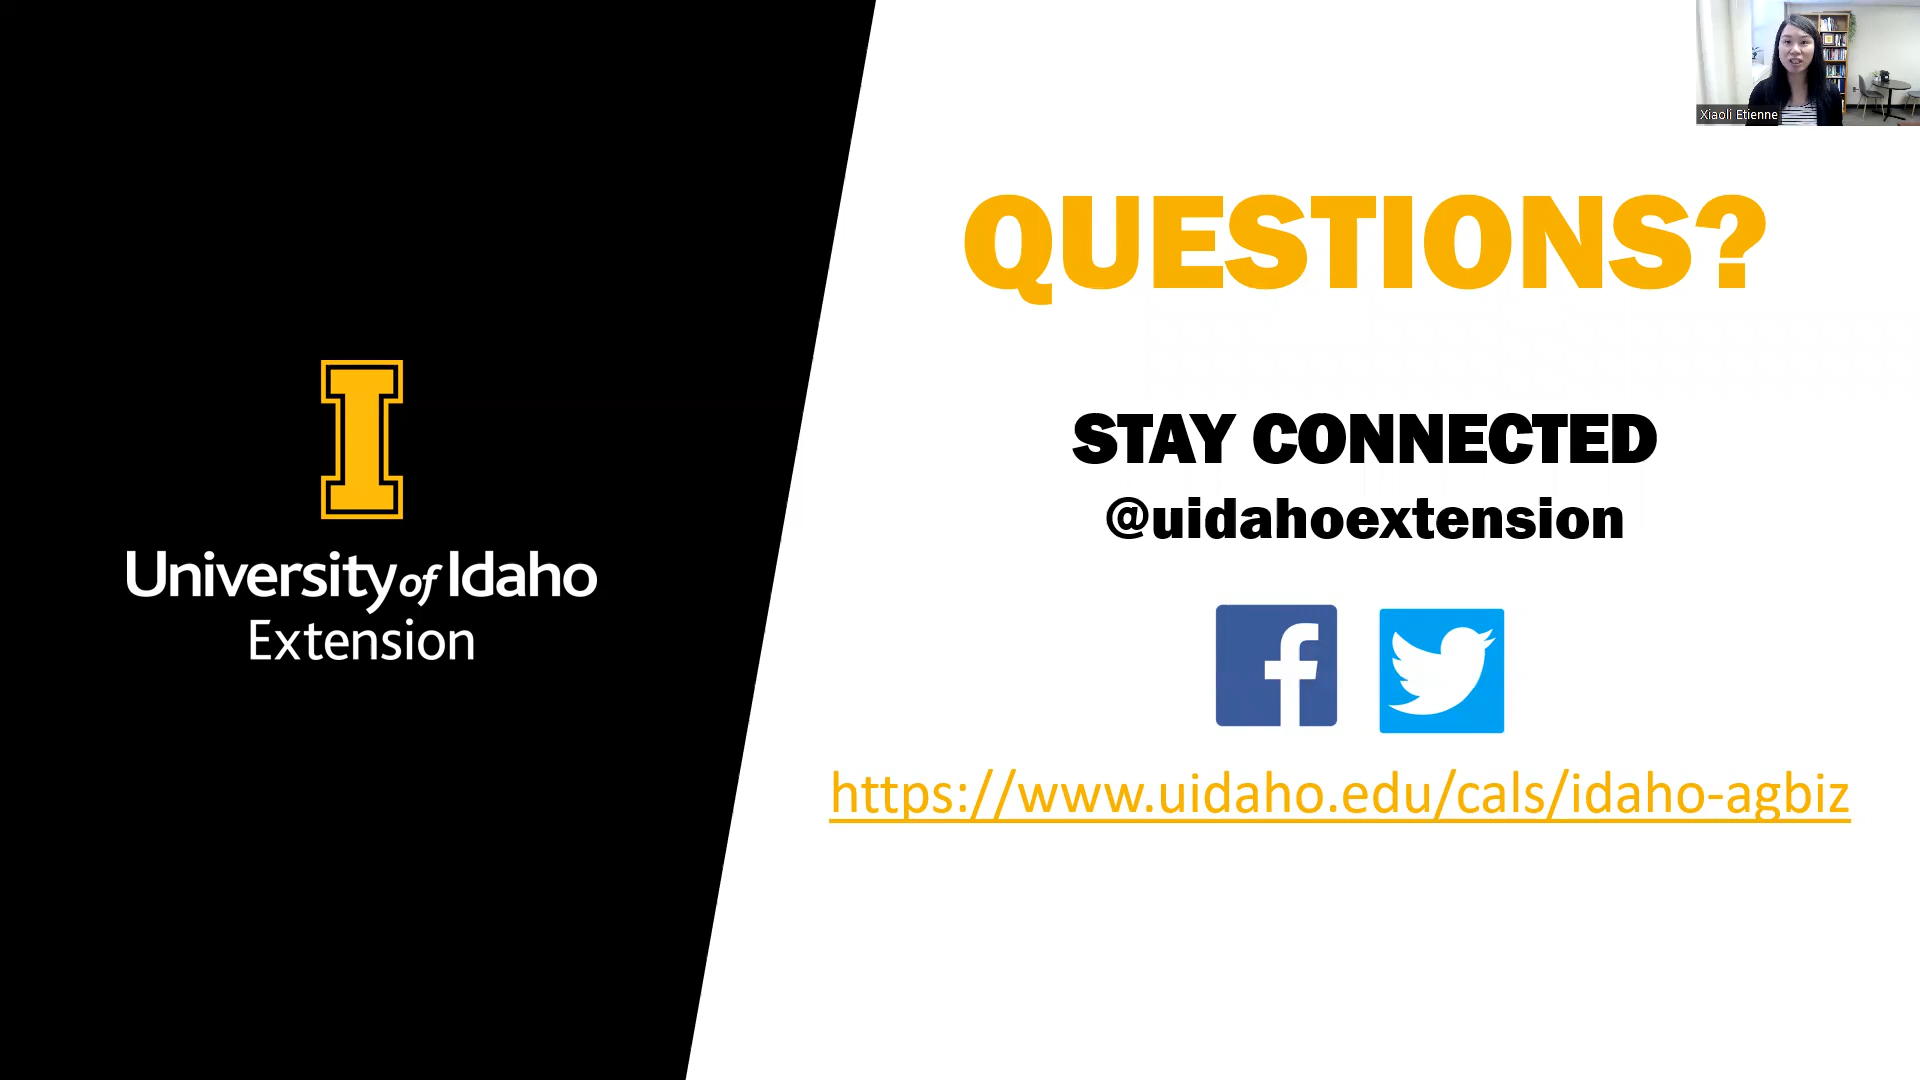 Xiaoli Etienne
QUESTIONS?
STAY CONNECTED
@uidahoextension
https://www.uidaho.edu/cals/idaho-agbiz
I
University of Idaho
Extension